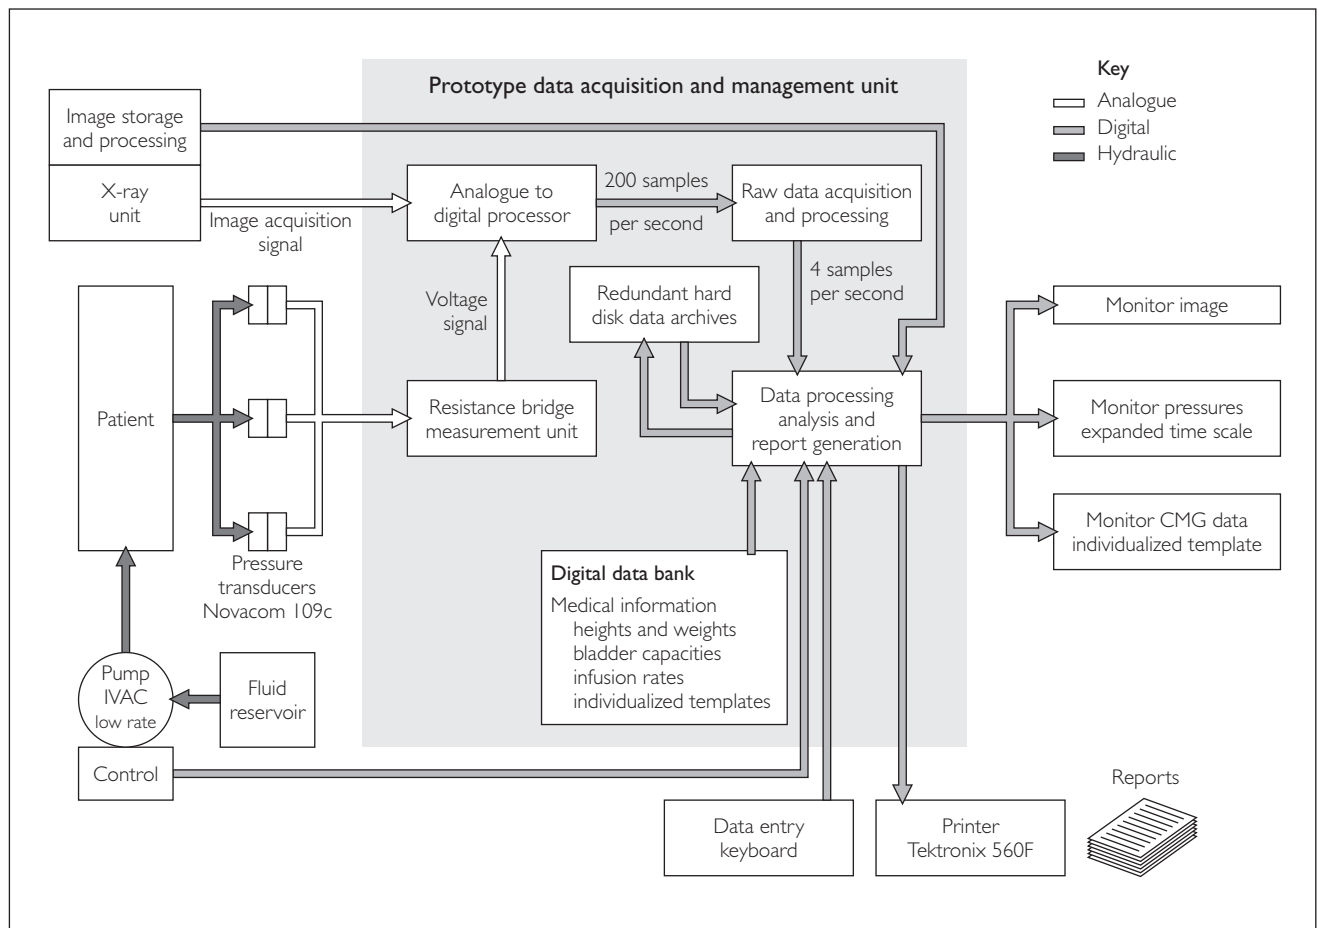 Prototype data acquisition and management unit
Key
Analogue
Digital
Hydraulic
Image storage
and processing
X-ray
unit
Image acquisition
signal
Analogue to
digital processor
200 samples
per second
Raw data acquisition
and processing
4 samples
per second
Voltage
signal
Redundant hard
disk data archives
Patient
Resistance bridge
measurement unit
Data processing
analysis and
report generation
Monitor image
Monitor pressures
expanded time scale
Monitor CMG data
individualized template
Pressure
transducers
Novacom 109c
Digital data bank
Medical information
heights and weights
bladder capacities
infusion rates
individualized templates
Pump
IVAC
low rate
Fluid
reservoir
Control
Data entry
keyboard
Printer
Tektronix 560F
Reports